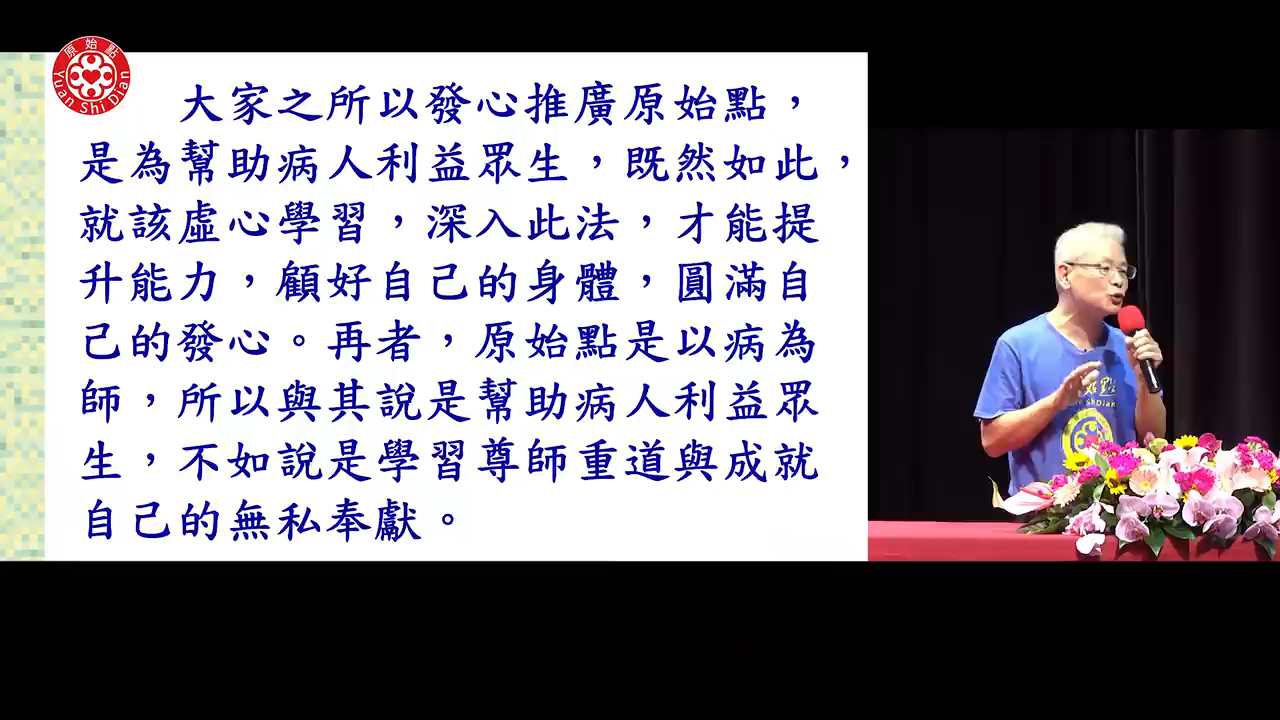 原始點
Yuan Shi Dian
大家之所以發心推廣原始點，
是為幫助病人利益眾生，既然如此，
就該虛心學習，深入此法，才能提
升能力，顧好自己的身體，圓滿自
己的發心。再者，原始點是以病為
師，所以與其說是幫助病人利益眾
生，不如說是學習尊師重道與成就
自己的無私奉獻。